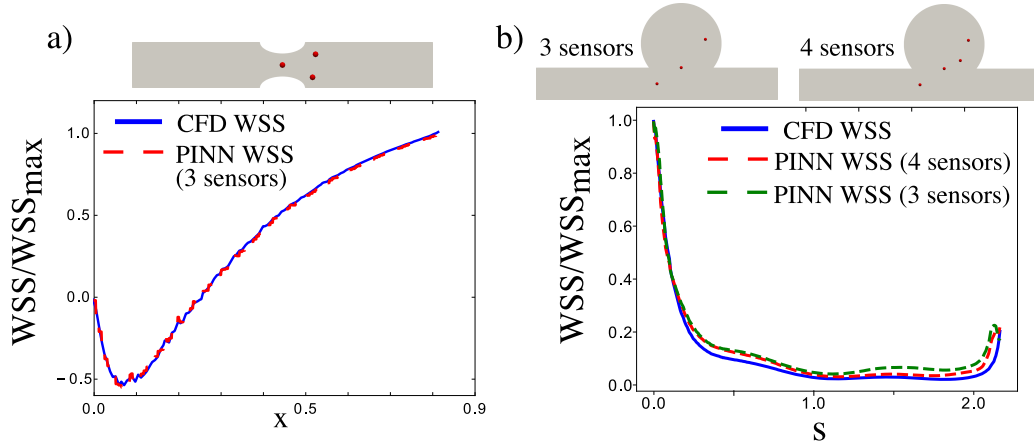 a)
CFD WSS
PINN WSS
(3 sensors)
WSS/WSSmax
1.0
0.5
0.0
−0.5
0.0
0.5
0.9
x
b)
3 sensors
4 sensors
CFD WSS
PINN WSS (4 sensors)
PINN WSS (3 sensors)
WSS/WSSmax
1.0
0.8
0.6
0.4
0.2
0.0
0.0
1.0
2.0
s